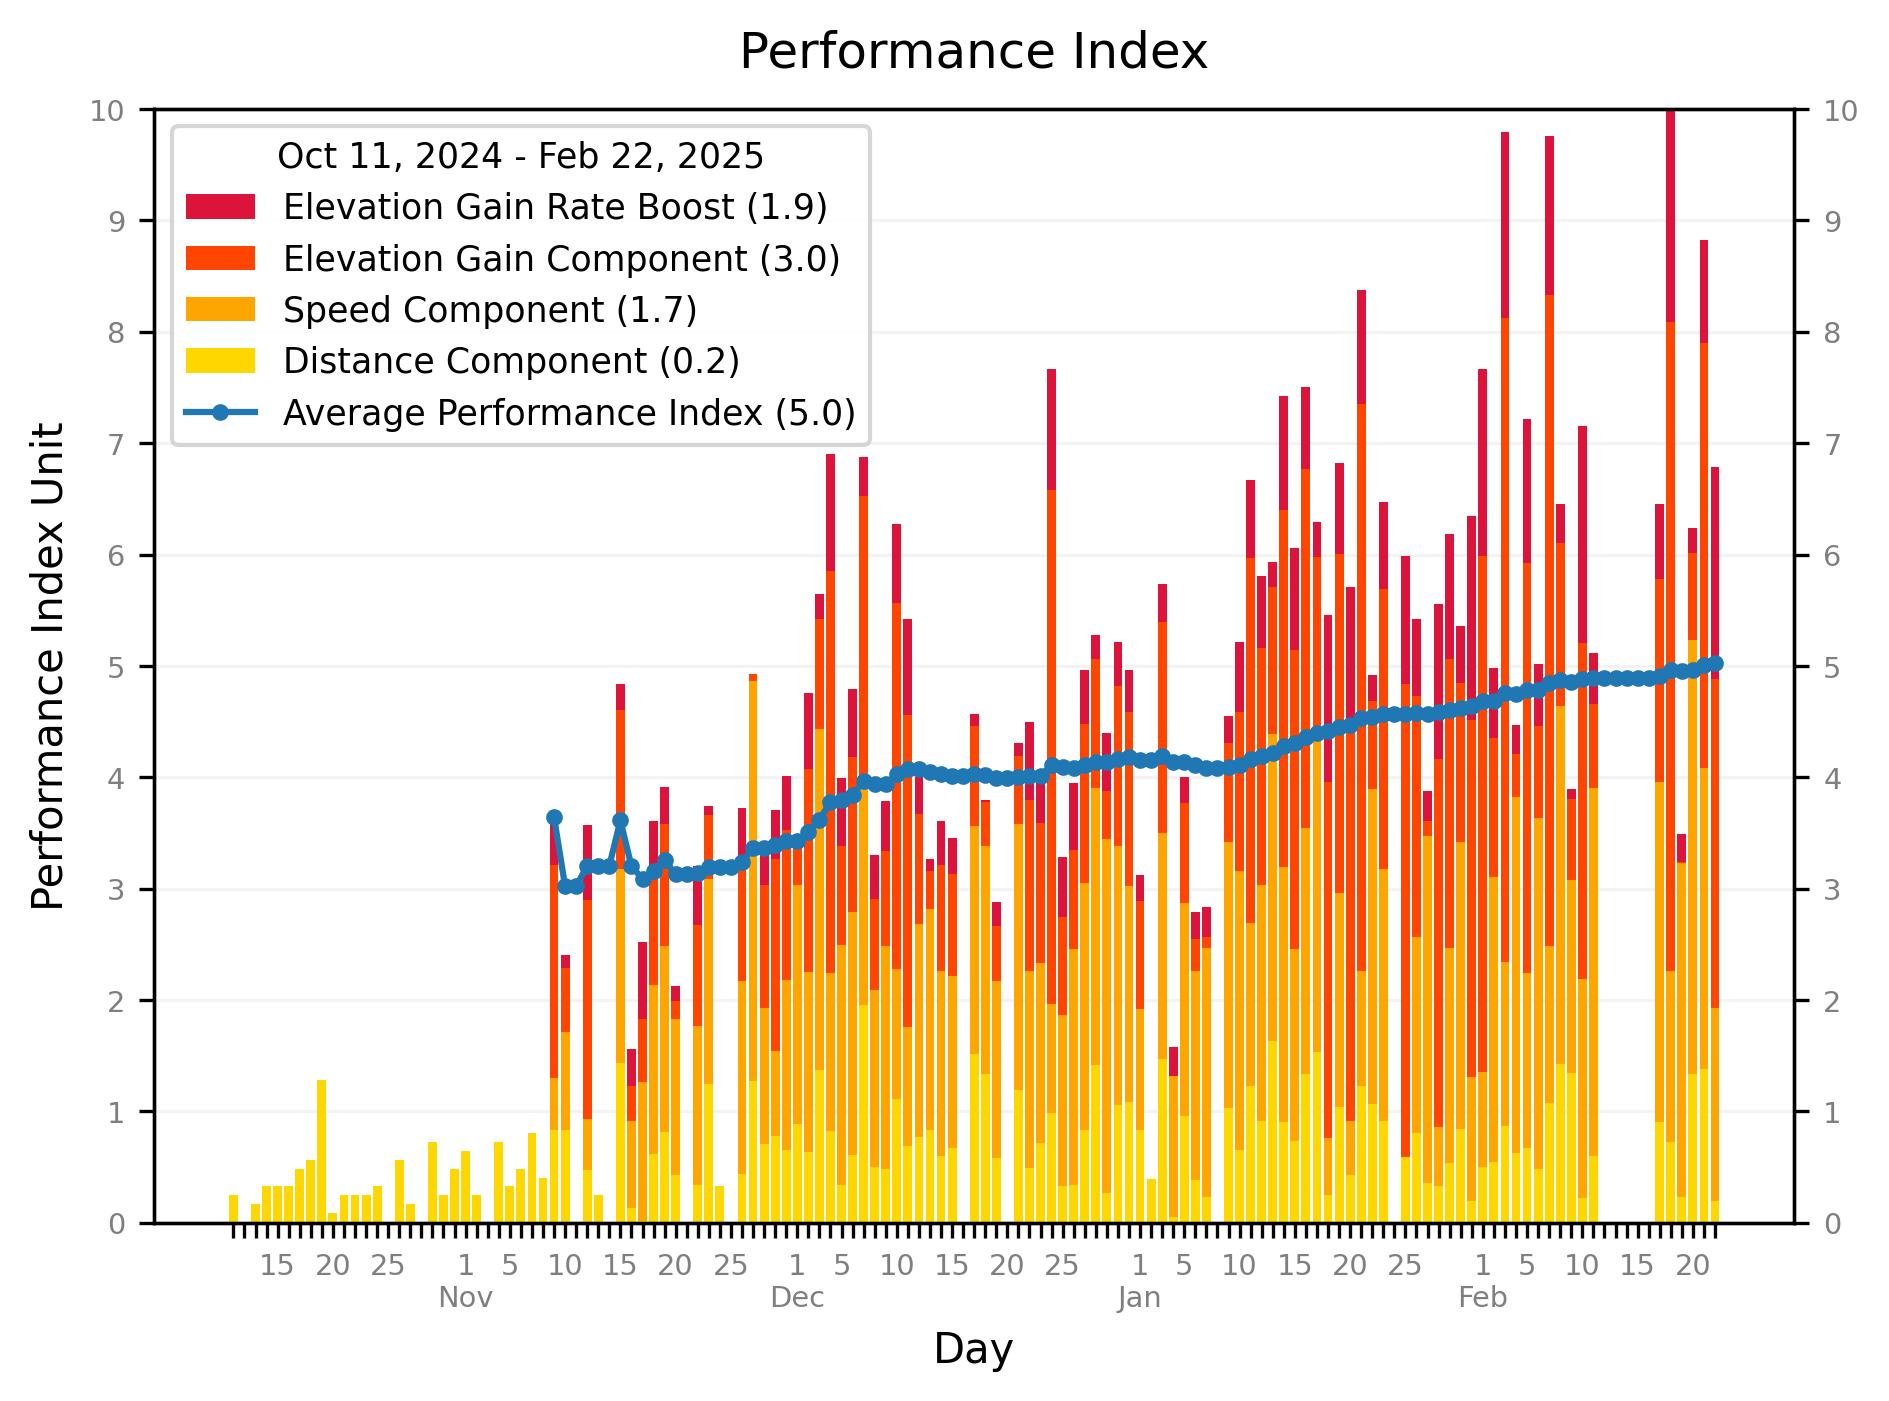 Performance Index
Oct 11, 2024 - Feb 22, 2025
Elevation Gain Rate Boost (1.9)
Elevation Gain Component (3.0)
Speed Component (1.7)
Distance Component (0.2)
Average Performance Index (5.0)
Performance Index Unit
10 10
9 9
8 8
7 7
6 6
5 5
4 4
3 3
2 2
1 1
0 0
15 20 25 1 5 10 15 20 25 1 5 10 15 20 25 1 5 10 15 20 25 1 5 10 15 20
Nov Dec Jan Feb
Day